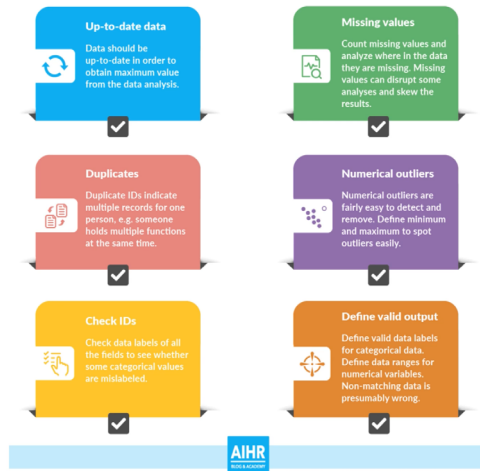 Up-to-date data
Data should be
up-to-date in order to
obtain maximum value
from the data analysis.
Missing values
Count missing values and
analyze where in the data
they are missing. Missing
values can disrupt some
analyses and skew the
results.
Duplicates
Duplicate IDs indicate
multiple records for one
person, e.g. someone
holds multiple functions
at the same time.
Numerical outliers
Numerical outliers are
fairly easy to detect and
remove. Define minimum
and maximum to spot
outliers easily.
Check IDs
Check data labels of all
the fields to see whether
some categorical values
are mislabeled.
Define valid output
Define valid data labels
for categorical data.
Define data ranges for
numerical variables.
Non-matching data is
presumably wrong.
AIHR
BLOG & ACADEMY